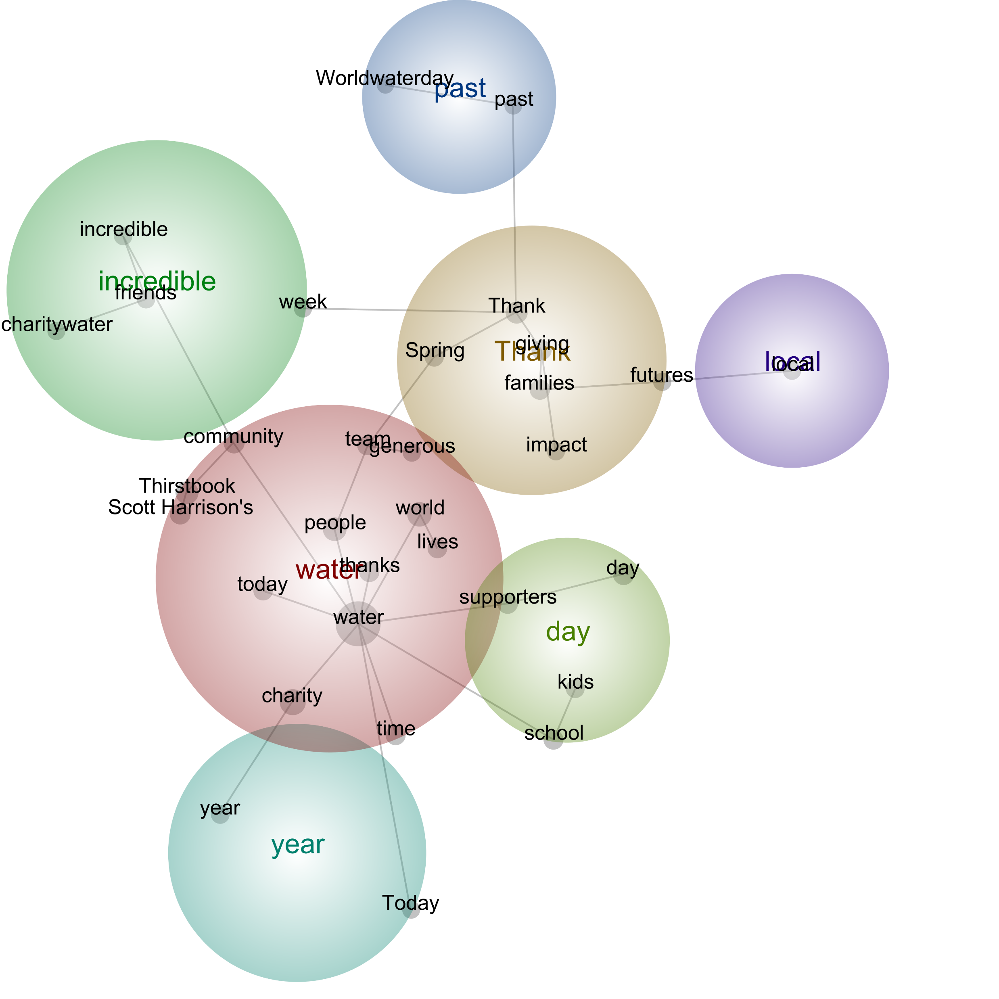 Worldwaterday
past
past
incredible
incredible
friends
charitywater
week
Thank
giving
Thank
Spring
families
futures
local
local
impact
community
team
generous
Thirstbook
Scott Harrison's
people
world
lives
thanks
water
today
water
day
supporters
day
kids
school
charity
time
year
year
Today